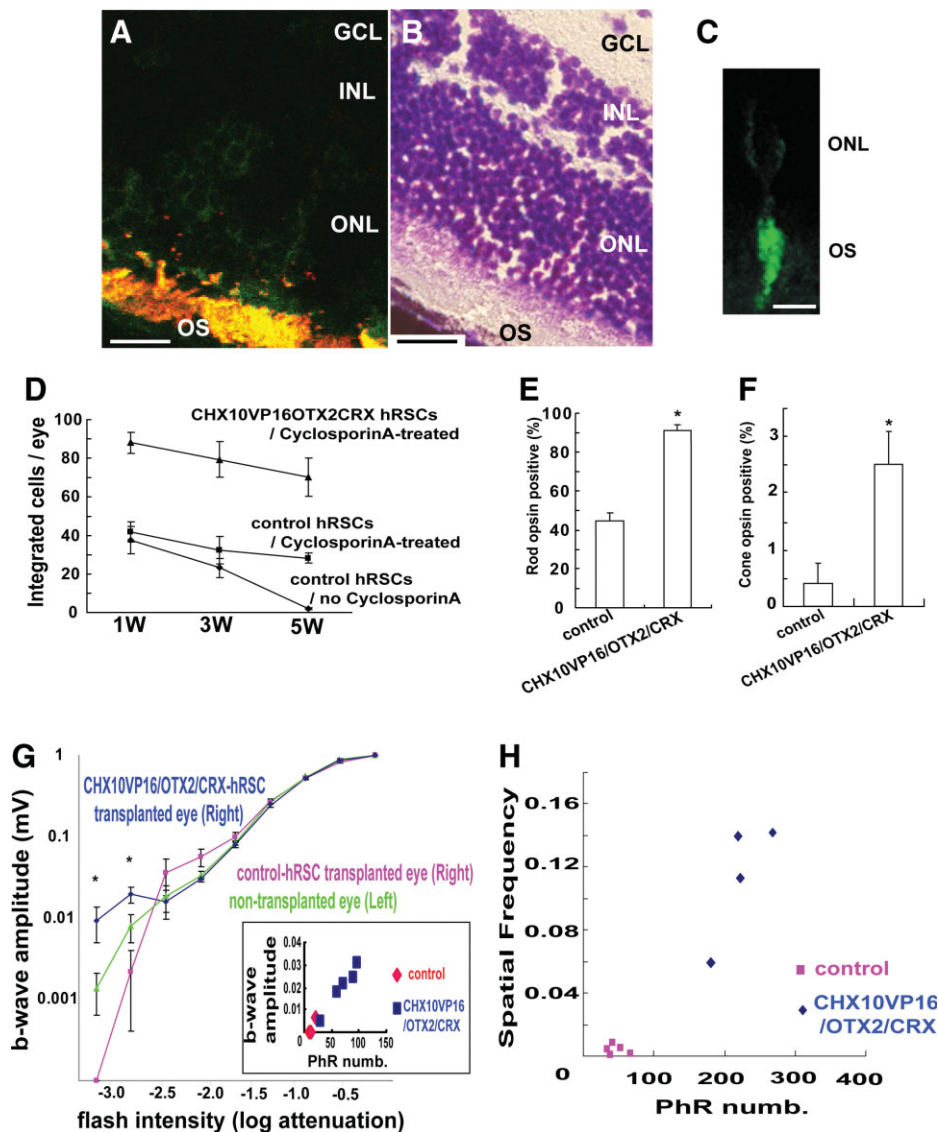 A
GCL
INL
ONL
OS
B
GCL
INL
ONL
OS
C
ONL
OS
D
Integrated cells / eye
100
80
60
40
20
0
1W 3W 5W
CHX10VP16OTX2CRX hRSCs
/ CyclosporinA-treated
control hRSCs
/ CyclosporinA-treated
control hRSCs
/ no CyclosporinA
E
Rod opsin positive (%)
100
80
60
40
20
0
*
control
CHX10VP16/OTX2/CRX
F
Cone opsin positive (%)
3
2
1
0
*
control
CHX10VP16/OTX2/CRX
G
b-wave amplitude (mV)
1
0.1
0.01
0.001
CHX10VP16/OTX2/CRX-hRSC
transplanted eye (Right)
* *
control-hRSC transplanted eye (Right)
non-transplanted eye (Left)
b-wave
amplitude
0.04
0.03
0.02
0.01
0 50 100 150
PhR numb.
control
CHX10VP16
/OTX2/CRX
-3.0 -2.5 -2.0 -1.5 -1.0 -0.5
flash intensity (log attenuation)
H
Spatial Frequency
0.16
0.12
0.08
0.04
0 100 200 300 400
PhR numb.
control
CHX10VP16
/OTX2/CRX